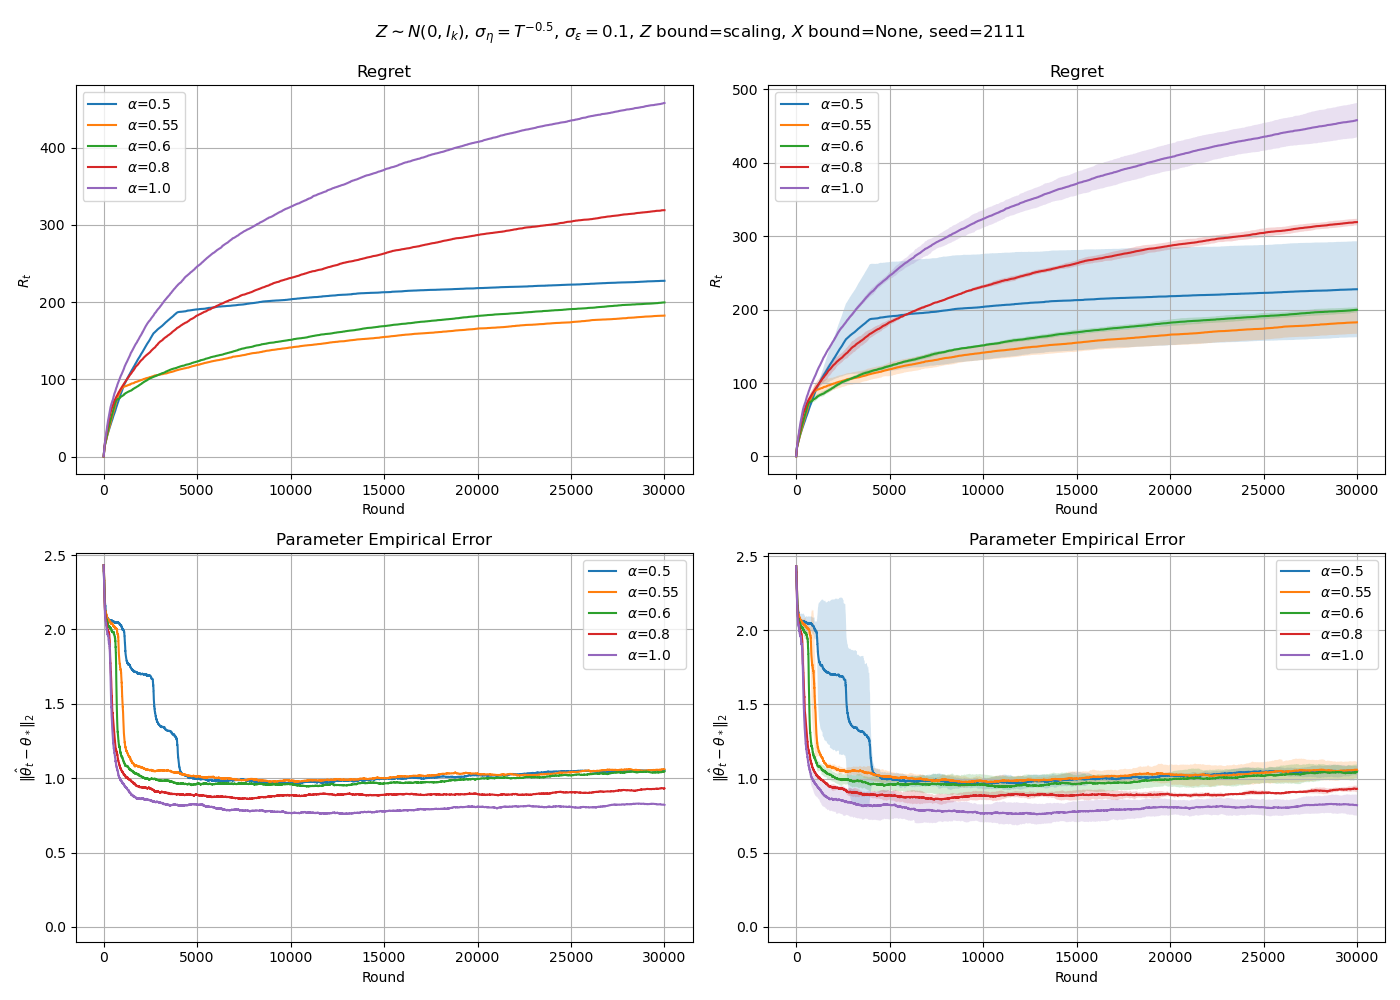 Z ∼ N(0, I_k), σ_η = T^{−0.5}, σ_ε = 0.1, Z bound=scaling, X bound=None, seed=2111
Regret
α=0.5
α=0.55
α=0.6
α=0.8
α=1.0
400
300
200
100
0
R_t
0 5000 10000 15000 20000 25000 30000
Round
Regret
α=0.5
α=0.55
α=0.6
α=0.8
α=1.0
500
400
300
200
100
0
R_t
0 5000 10000 15000 20000 25000 30000
Round
Parameter Empirical Error
α=0.5
α=0.55
α=0.6
α=0.8
α=1.0
2.5
2.0
1.5
1.0
0.5
0.0
‖θ̂_t − θ_*‖_2
0 5000 10000 15000 20000 25000 30000
Round
Parameter Empirical Error
α=0.5
α=0.55
α=0.6
α=0.8
α=1.0
2.5
2.0
1.5
1.0
0.5
0.0
‖θ̂_t − θ_*‖_2
0 5000 10000 15000 20000 25000 30000
Round